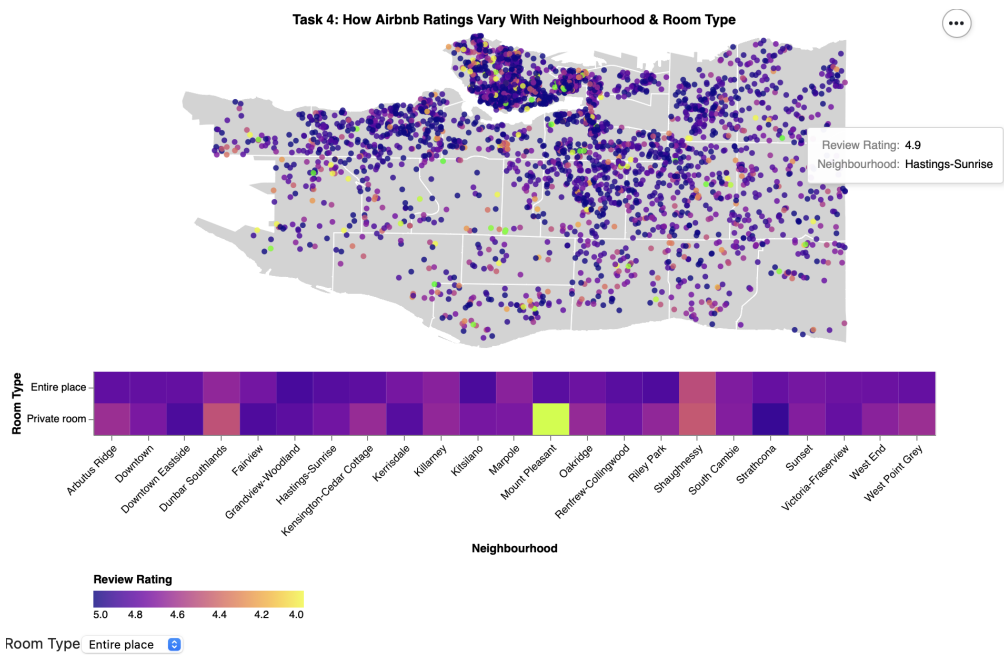 Task 4: How Airbnb Ratings Vary With Neighbourhood & Room Type
Review Rating: 4.9
Neighbourhood: Hastings-Sunrise
Room Type
Entire place
Private room
Arbutus Ridge
Downtown
Downtown Eastside
Dunbar Southlands
Fairview
Grandview-Woodland
Hastings-Sunrise
Kensington-Cedar Cottage
Kerrisdale
Killarney
Kitsilano
Marpole
Mount Pleasant
Oakridge
Renfrew-Collingwood
Riley Park
Shaughnessy
South Cambie
Strathcona
Sunset
Victoria-Fraserview
West End
West Point Grey
Neighbourhood
Review Rating
5.0 4.8 4.6 4.4 4.2 4.0
Room Type Entire place